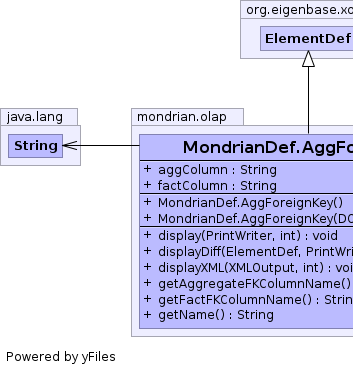 org.eigenbase.xo
ElementDef
java.lang
String
mondrian.olap
MondrianDef.AggFo
+ aggColumn : String
+ factColumn : String
+ MondrianDef.AggForeignKey()
+ MondrianDef.AggForeignKey(DO
+ display(PrintWriter, int) : void
+ displayDiff(ElementDef, PrintWri
+ displayXML(XMLOutput, int) : voi
+ getAggregateFKColumnName()
+ getFactFKColumnName() : Strin
+ getName() : String
Powered by yFiles